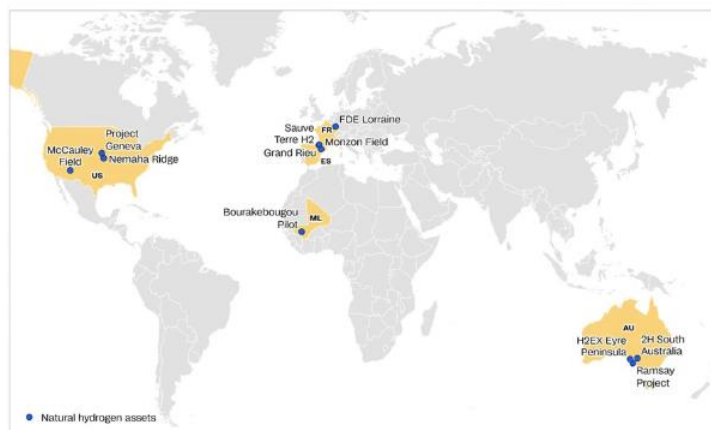 Project
Geneva
McCauley
Field
Nemaha Ridge
US
FDE Lorraine
Sauve
FR
Terre H2
Monzon Field
Grand Rieu
ES
Bourakebougou
Pilot
ML
AU
H2EX Eyre
Peninsula
2H South
Australia
Ramsay
Project
Natural hydrogen assets